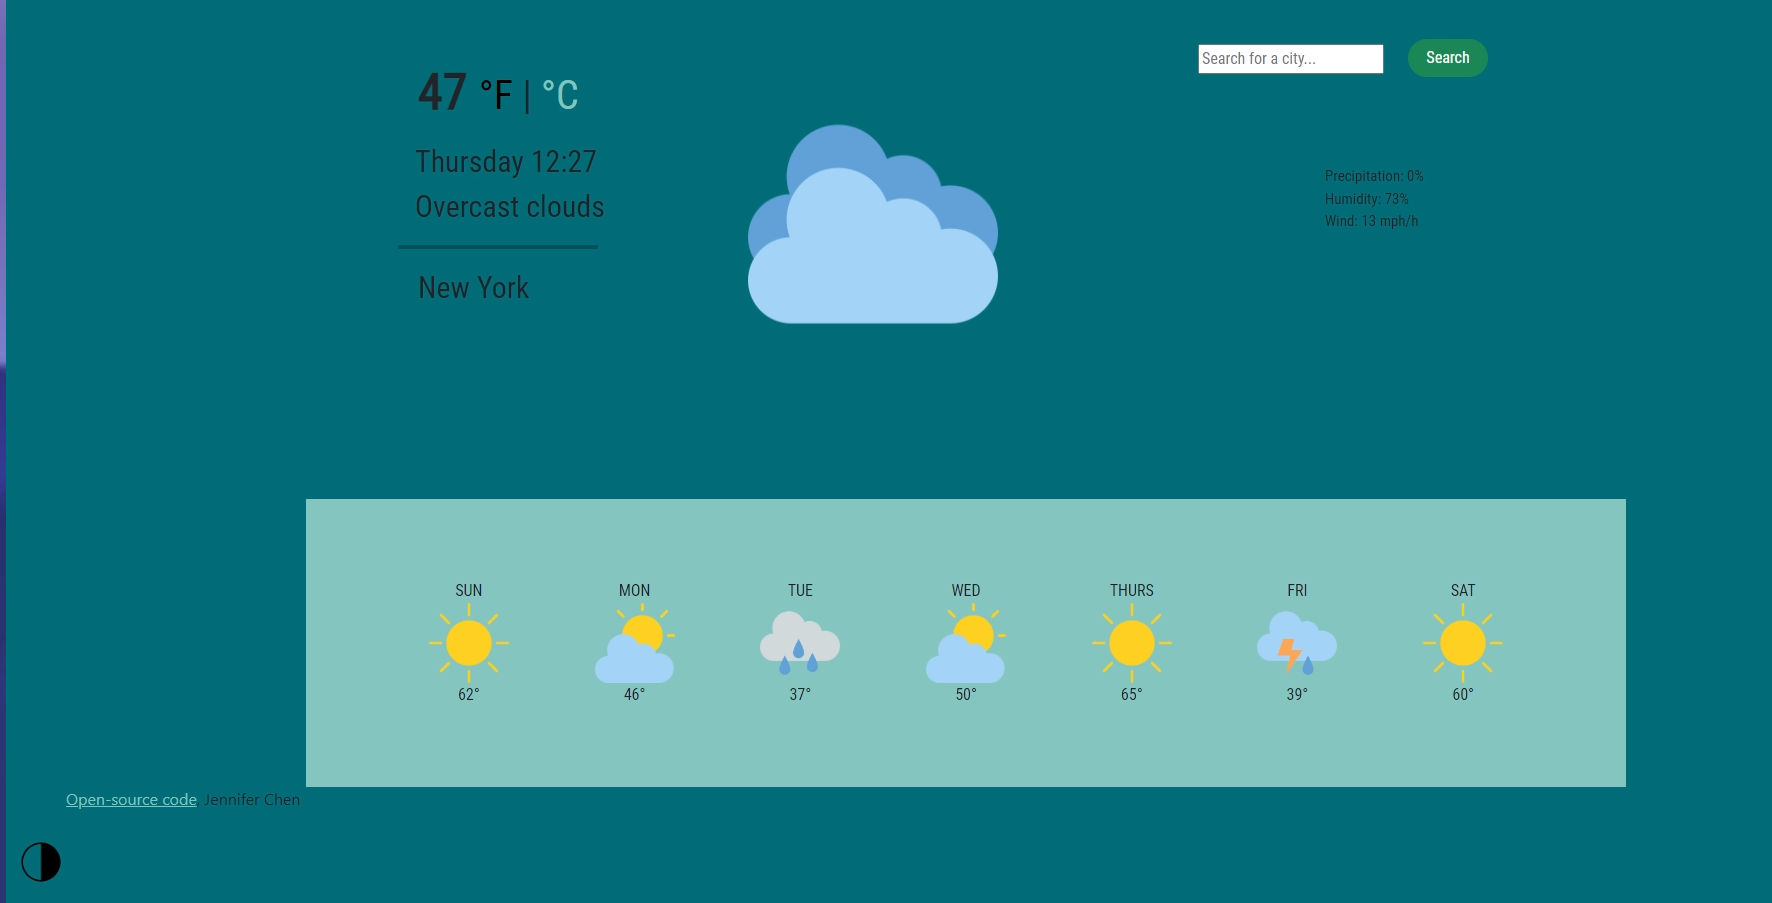 Search for a city...
Search
47 °F | °C
Thursday 12:27
Overcast clouds
New York
Precipitation: 0%
Humidity: 73%
Wind: 13 mph/h
SUN MON TUE WED THURS FRI SAT
62° 46° 37° 50° 65° 39° 60°
Open-source code, Jennifer Chen